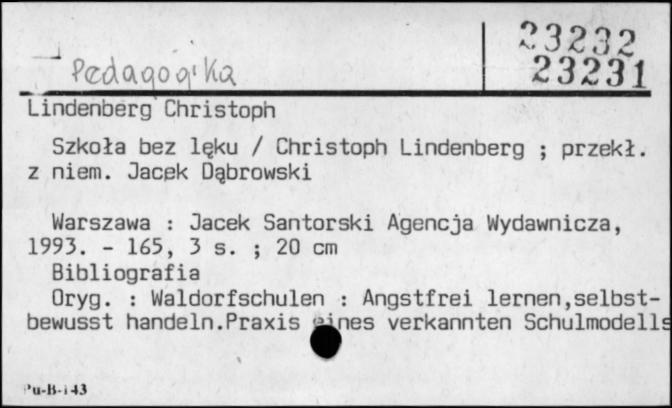 23232
Pedagogika
23231
Lindenberg Christoph
Szkoła bez lęku / Christoph Lindenberg ; przekł.
z niem. Jacek Dąbrowski
Warszawa : Jacek Santorski Agencja Wydawnicza,
1993. - 165, 3 s. ; 20 cm
Bibliografia
Oryg. : Waldorfschulen : Angstfrei lernen,selbst-
bewusst handeln.Praxis eines verkannten Schulmodells
Pu-B-143